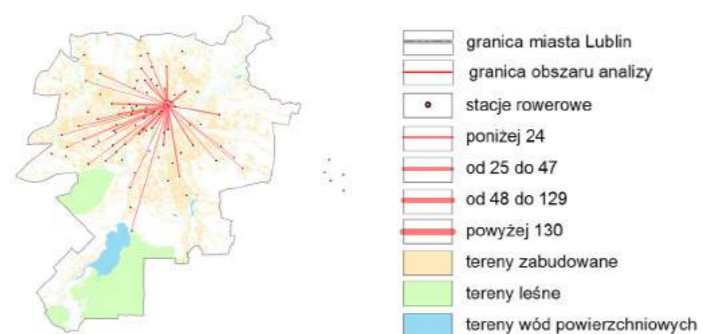 granica miasta Lublin
granica obszaru analizy
stacje rowerowe
poniżej 24
od 25 do 47
od 48 do 129
powyżej 130
tereny zabudowane
tereny leśne
tereny wód powierzchniowych